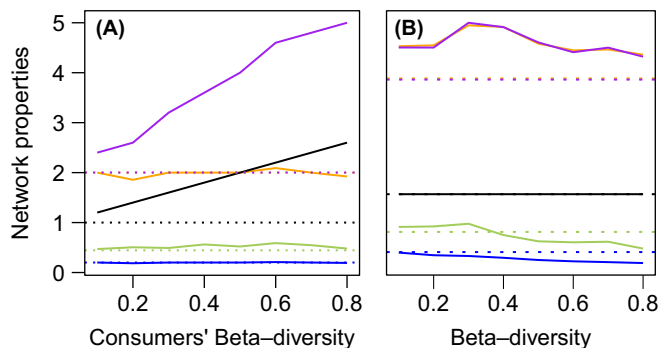 (A)
(B)
Network properties
5
4
3
2
1
0
0.2 0.4 0.6 0.8
0.2 0.4 0.6 0.8
Consumers' Beta–diversity
Beta–diversity